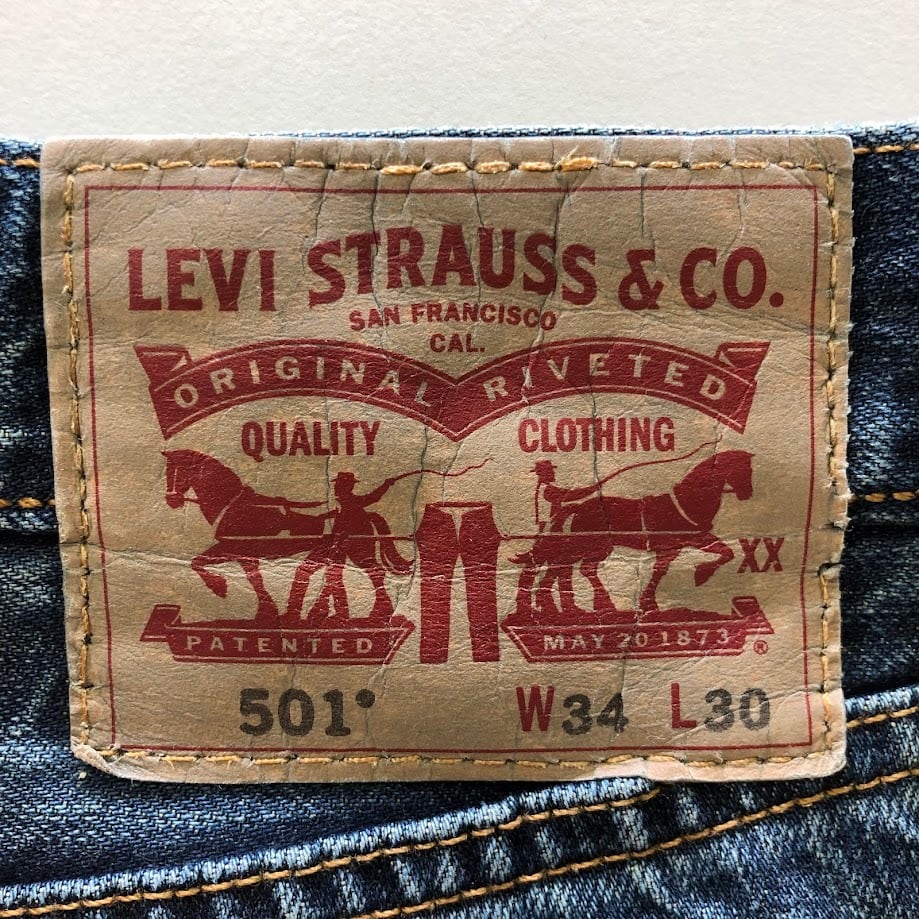 LEVI STRAUSS & CO.
SAN FRANCISCO
CAL.
ORIGINAL RIVETED
QUALITY CLOTHING
XX
PATENTED MAY 20 1873 ®
501® W34 L30